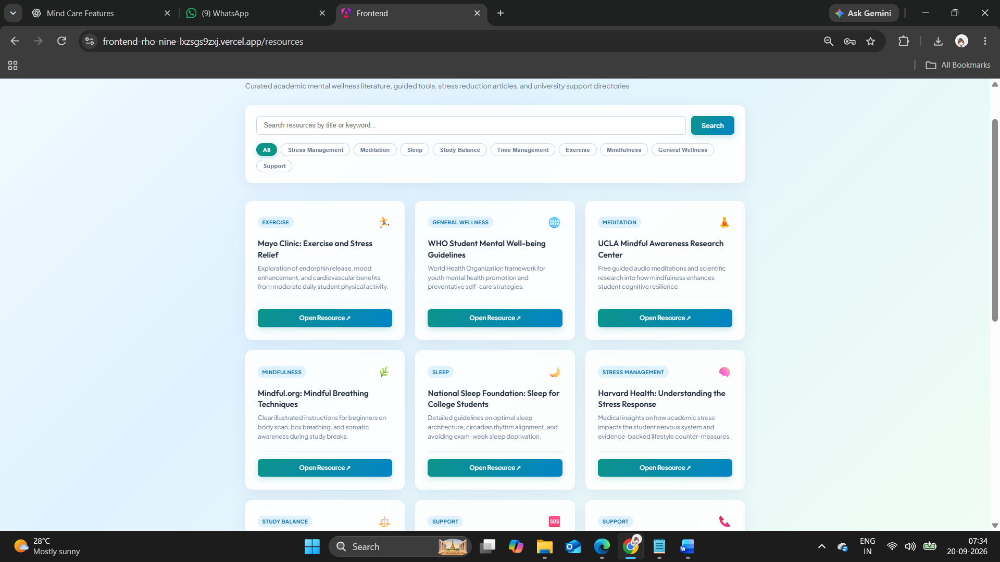 Mind Care Features
(9) WhatsApp
Frontend
Ask Gemini
frontend-rho-nine-lxzsgs9zxj.vercel.app/resources
All Bookmarks
Curated academic mental wellness literature, guided tools, stress reduction articles, and university support directories
Search resources by title or keyword...
Search
All
Stress Management
Meditation
Sleep
Study Balance
Time Management
Exercise
Mindfulness
General Wellness
Support
EXERCISE
Mayo Clinic: Exercise and Stress
Relief
Exploration of endorphin release, mood
enhancement, and cardiovascular benefits
from moderate daily student physical activity.
Open Resource ↗
GENERAL WELLNESS
WHO Student Mental Well-being
Guidelines
World Health Organization framework for
youth mental health promotion and
preventative self-care strategies.
Open Resource ↗
MEDITATION
UCLA Mindful Awareness Research
Center
Free guided audio meditations and scientific
research into how mindfulness enhances
student cognitive resilience.
Open Resource ↗
MINDFULNESS
Mindful.org: Mindful Breathing
Techniques
Clear illustrated instructions for beginners on
body scan, box breathing, and somatic
awareness during study breaks.
Open Resource ↗
SLEEP
National Sleep Foundation: Sleep for
College Students
Detailed guidelines on optimal sleep
architecture, circadian rhythm alignment, and
avoiding exam-week sleep deprivation.
Open Resource ↗
STRESS MANAGEMENT
Harvard Health: Understanding the
Stress Response
Medical insights on how academic stress
impacts the student nervous system and
evidence-backed lifestyle counter-measures.
Open Resource ↗
STUDY BALANCE
SUPPORT
SOS
SUPPORT
28°C
Mostly sunny
Search
ENG
IN
07:34
20-09-2026